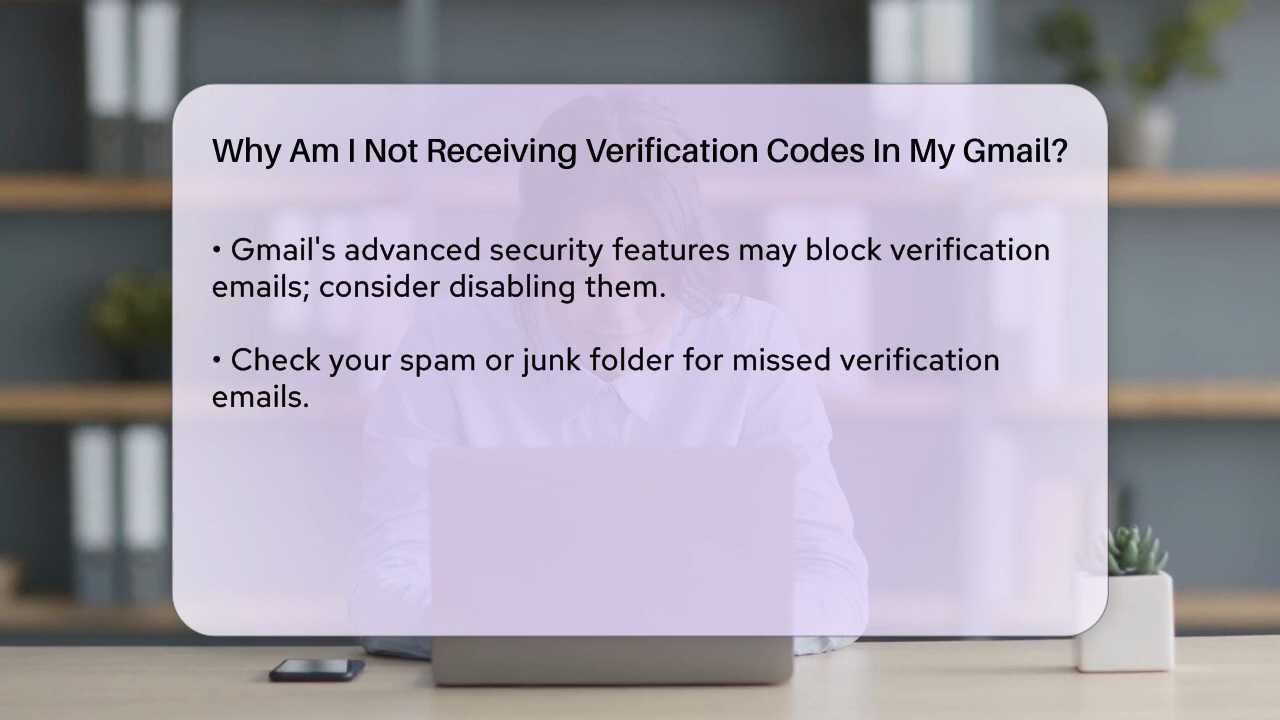 Why Am I Not Receiving Verification Codes In My Gmail?
• Gmail's advanced security features may block verification
emails; consider disabling them.
• Check your spam or junk folder for missed verification
emails.